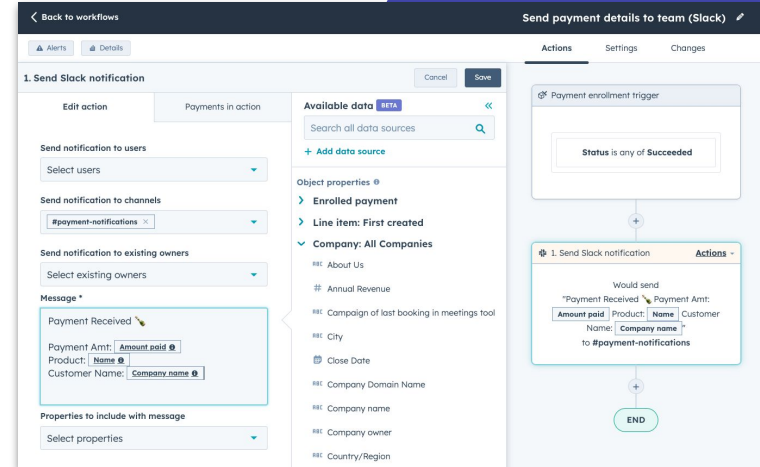 Back to workflows
Send payment details to team (Slack)
Alerts
Details
Actions
Settings
Changes
1. Send Slack notification
Cancel
Save
Edit action
Payments in action
Send notification to users
Select users
Send notification to channels
#payment-notifications ×
Send notification to existing owners
Select existing owners
Message *
Payment Received
Payment Amt: Amount paid
Product: Name
Customer Name: Company name
Properties to include with message
Select properties
Available data BETA
Search all data sources
+ Add data source
Object properties
Enrolled payment
Line item: First created
Company: All Companies
ABC About Us
# Annual Revenue
ABC Campaign of last booking in meetings tool
ABC City
Close Date
ABC Company Domain Name
ABC Company name
ABC Company owner
ABC Country/Region
Payment enrollment trigger
Status is any of Succeeded
1. Send Slack notification
Actions
Would send
"Payment Received Payment Amt:
Amount paid Product: Name Customer
Name: Company name "
to #payment-notifications
END